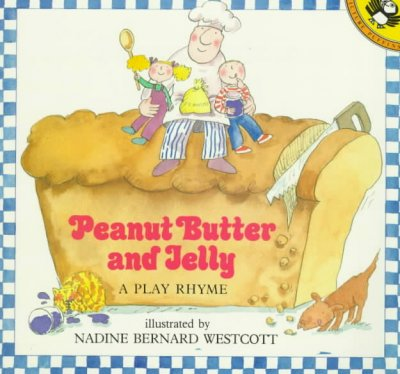 Peanut Butter
and Jelly
A PLAY RHYME
illustrated by
NADINE BERNARD WESTCOTT